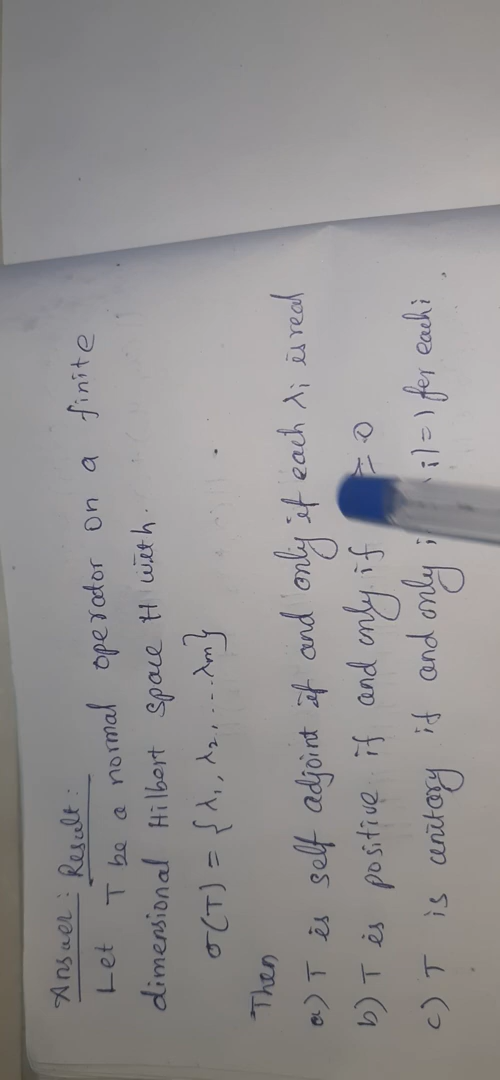 Answer: Result:
Let T be a normal operator on a finite
dimensional Hilbert space H with.
σ(T) = {λ₁, λ₂, ... λm}
Then
a) T is self adjoint if and only if each λi is real
b) T is positive if and only if ≥ 0
c) T is unitary if and only i i| = 1 for each i